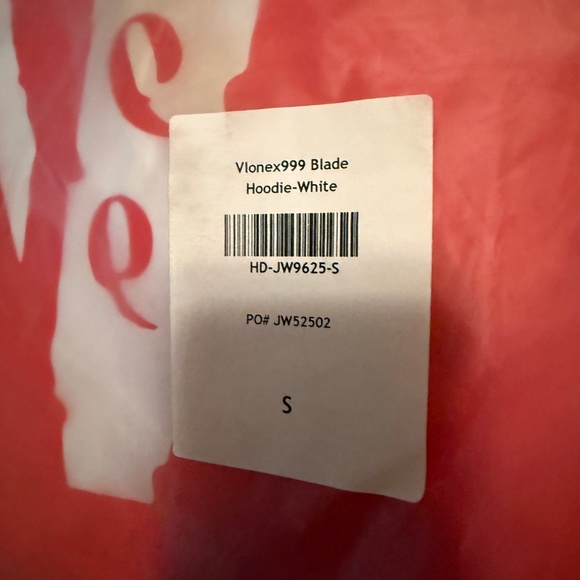 Vlonex999 Blade
Hoodie-White
HD-JW9625-S
PO# JW52502
S